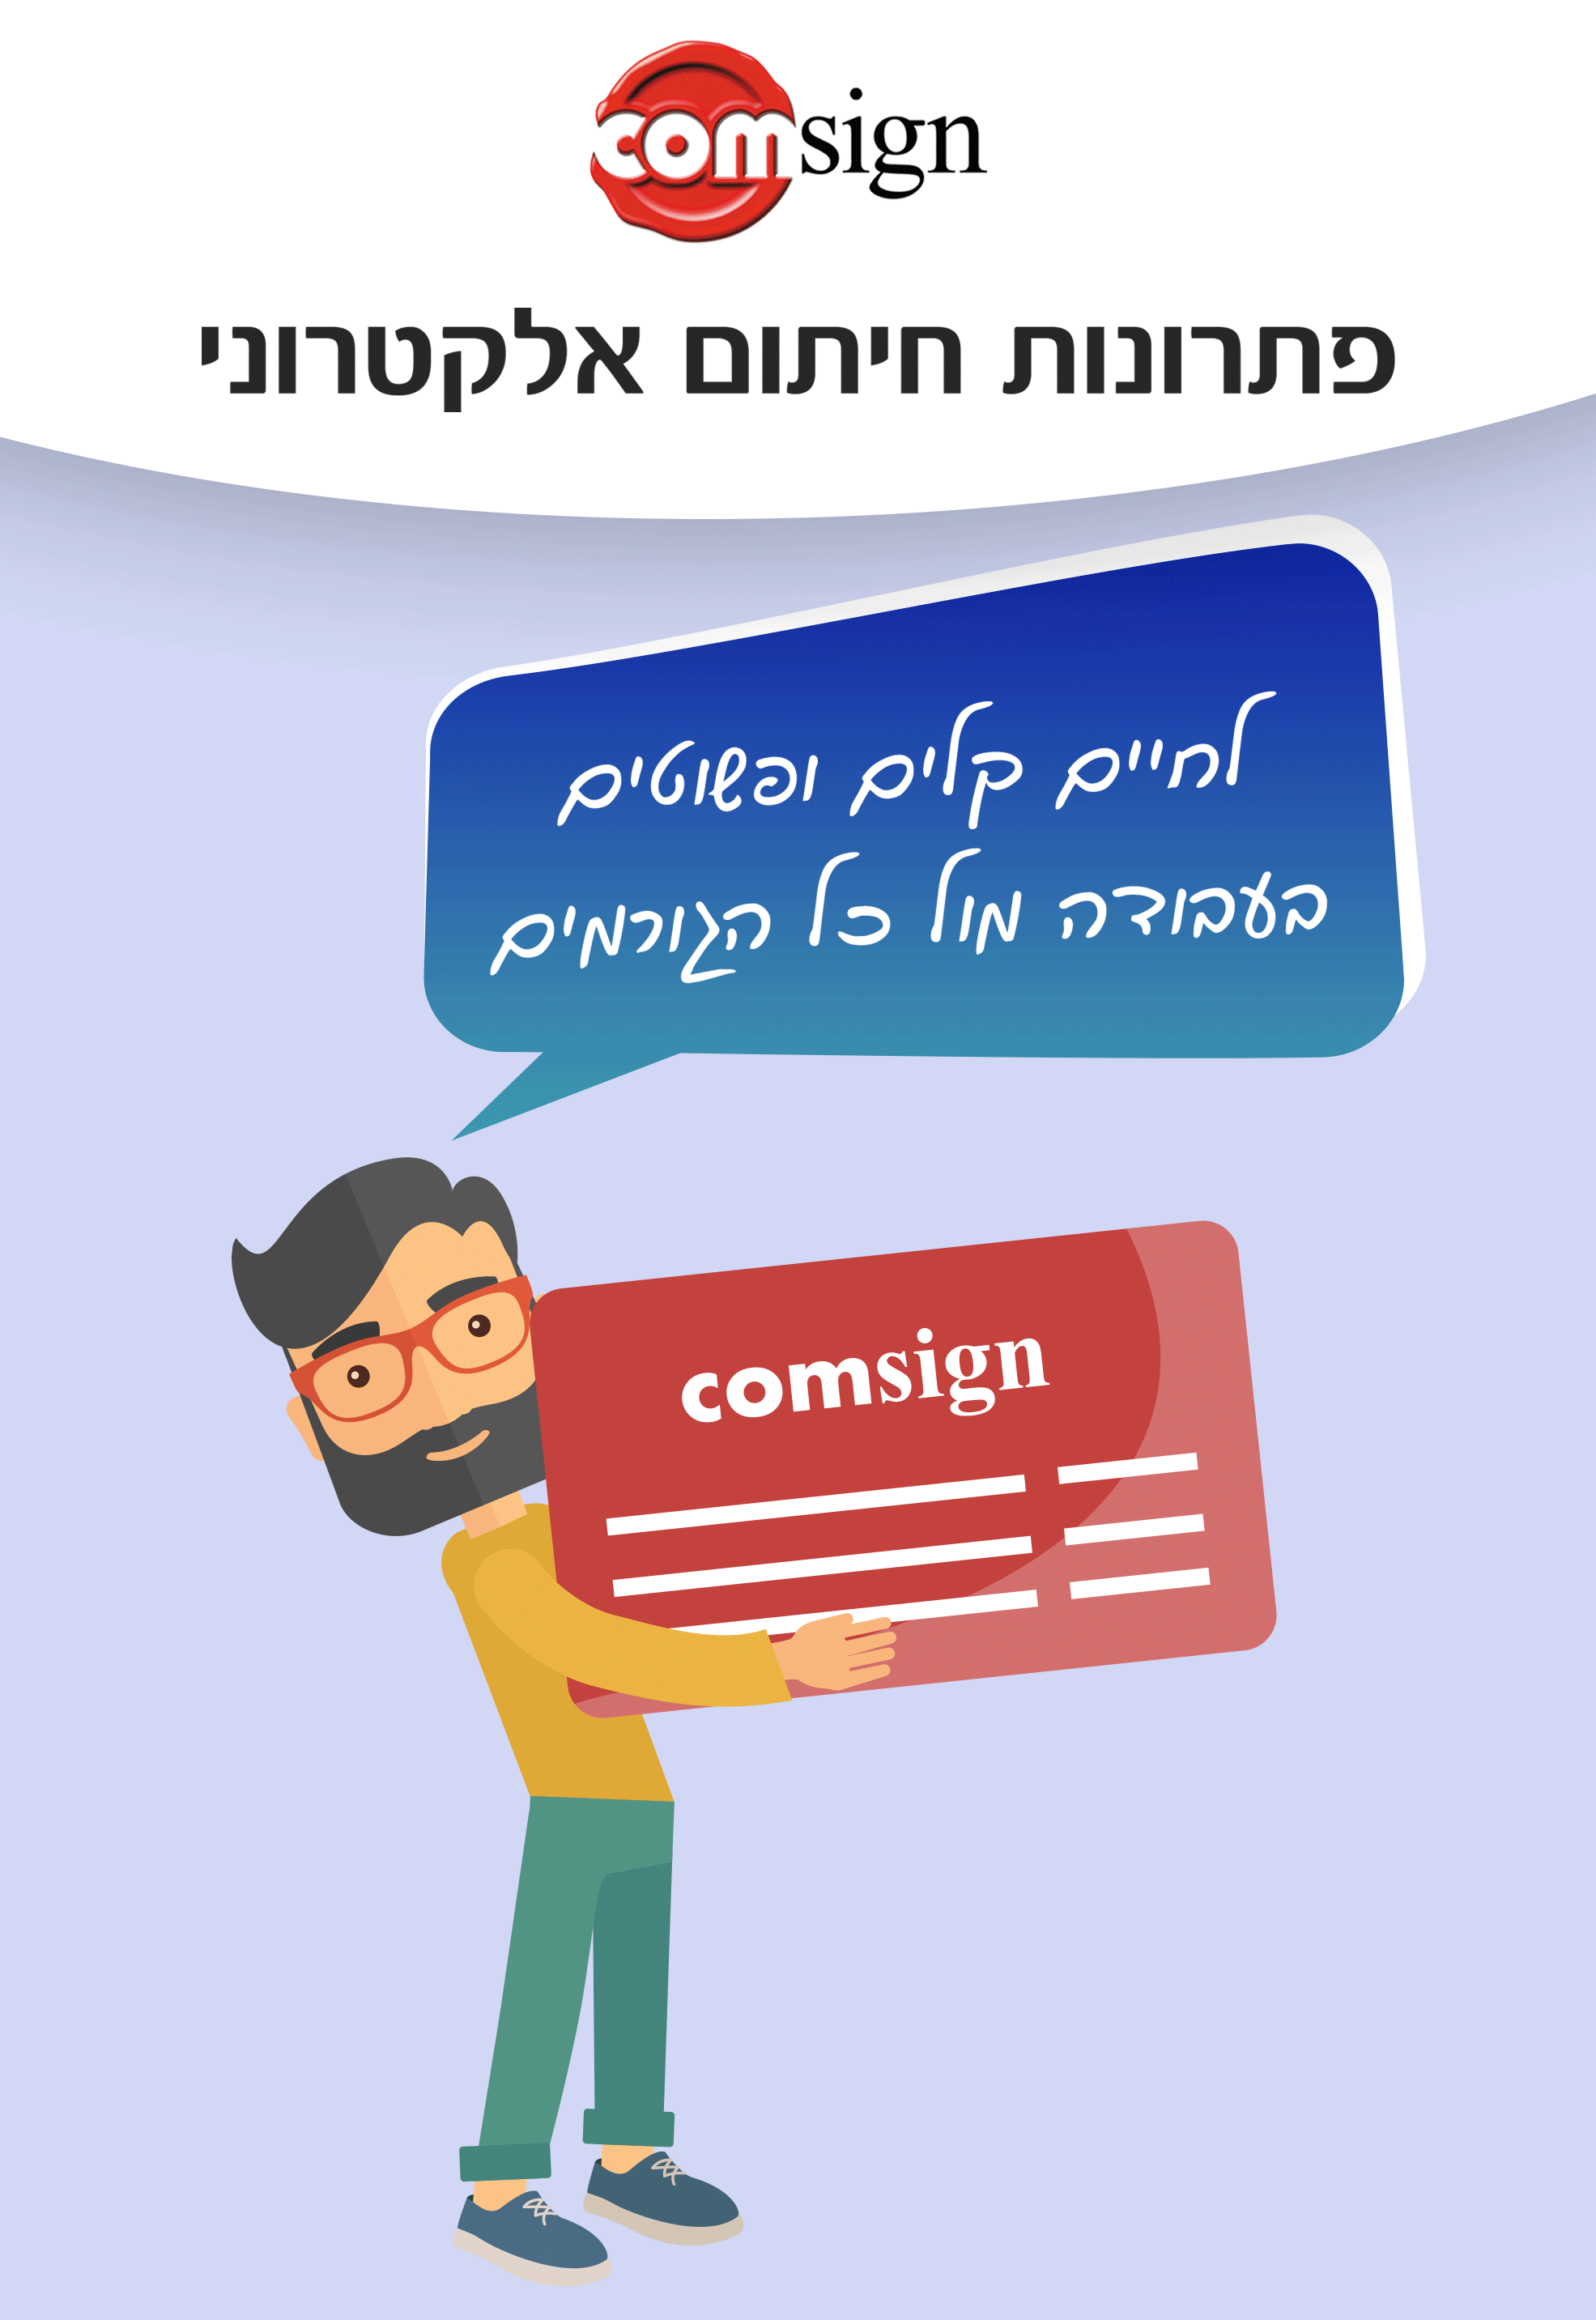 comsign
פתרונות חיתום אלקטרוני
לחיים קלים ופשוטים
בעבודה מול כל הגורמים
comsign